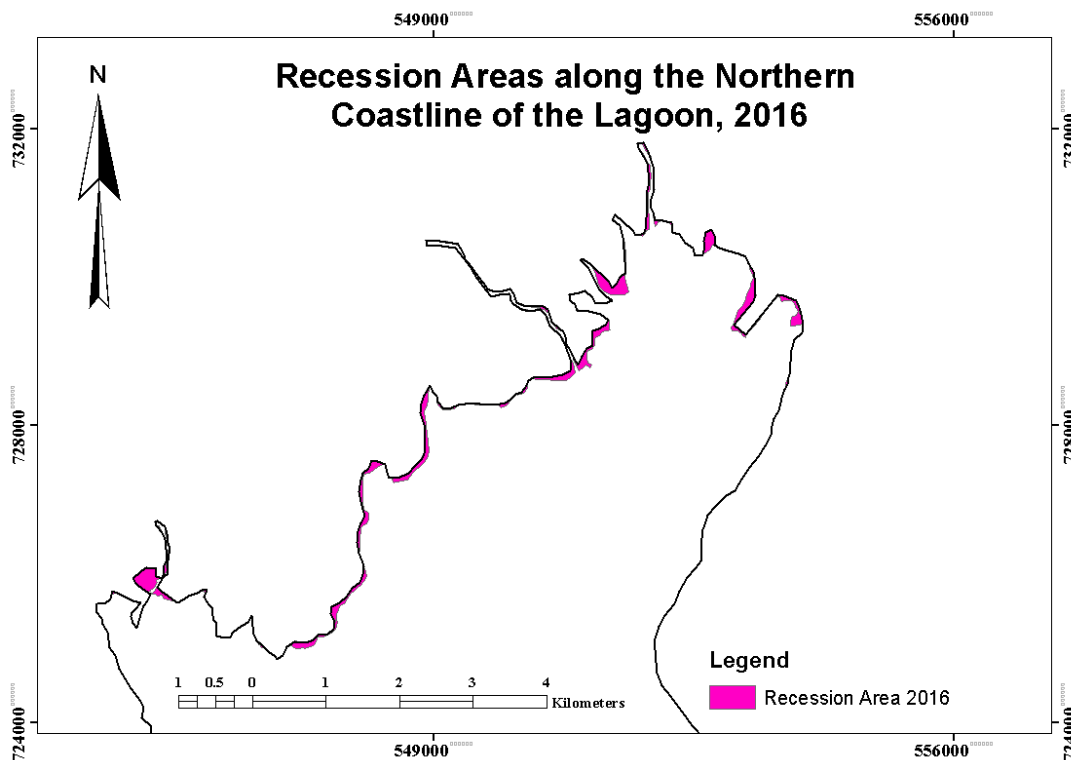 549000 556000
N
Recession Areas along the Northern
Coastline of the Lagoon, 2016
732000 732000
728000 728000
Legend
Recession Area 2016
1 0.5 0 1 2 3 4
Kilometers
724000 724000
549000 556000